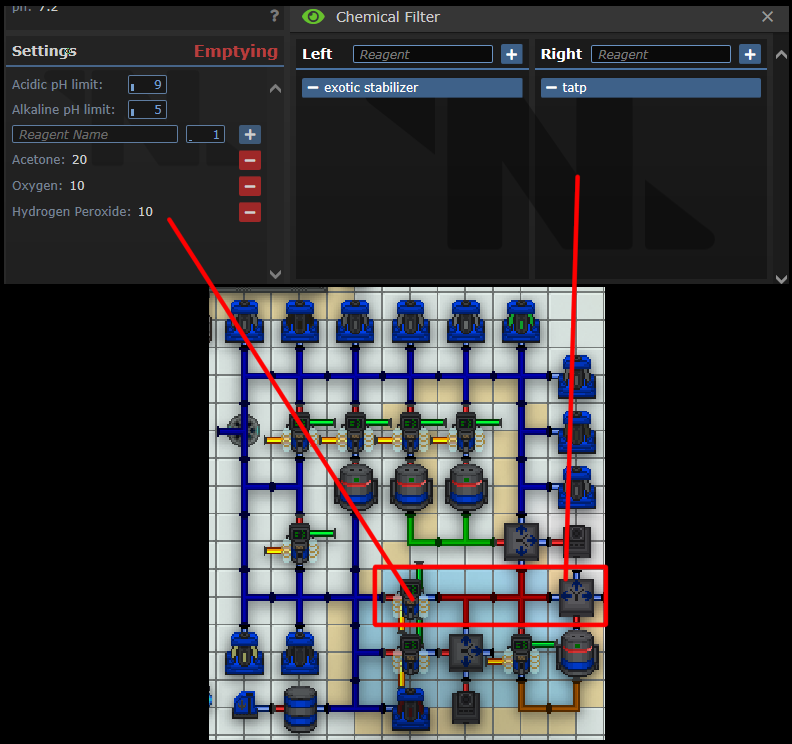 pH: 7.2
?
Chemical Filter
Settings Emptying
Acidic pH limit: 9
Alkaline pH limit: 5
Reagent Name 1
Acetone: 20
Oxygen: 10
Hydrogen Peroxide: 10
Left Reagent
exotic stabilizer
Right Reagent
tatp